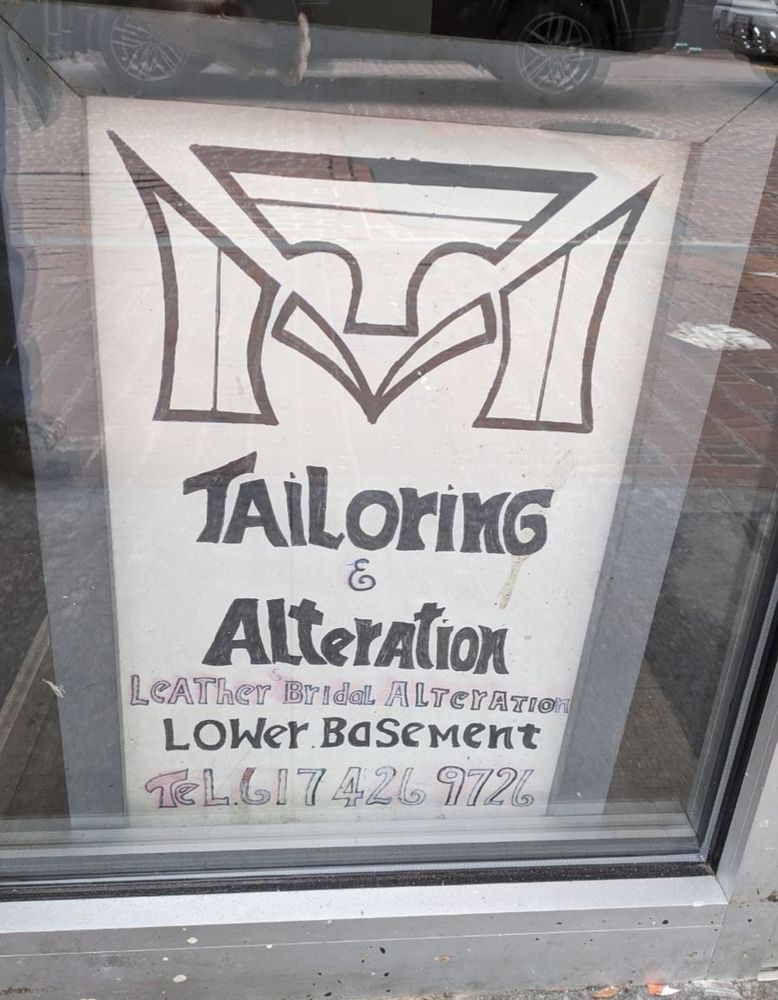 TAiLoriNG
&
AlterATion
LeATher Bridal ALTerATion
LOWer BaSeMent
TeL.617 426 9726